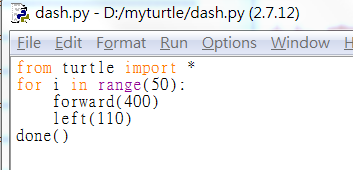 dash.py - D:/myturtle/dash.py (2.7.12)
File Edit Format Run Options Window H
from turtle import *
for i in range(50):
    forward(400)
    left(110)
done()